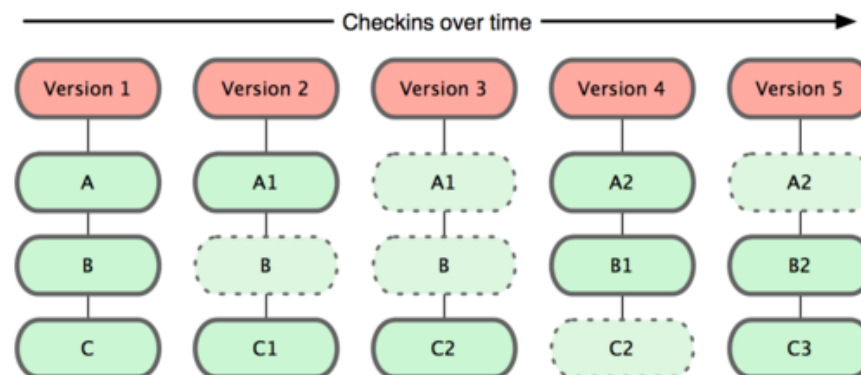 Checkins over time
Version 1 Version 2 Version 3 Version 4 Version 5
A A1 A1 A2 A2
B B B B1 B2
C C1 C2 C2 C3